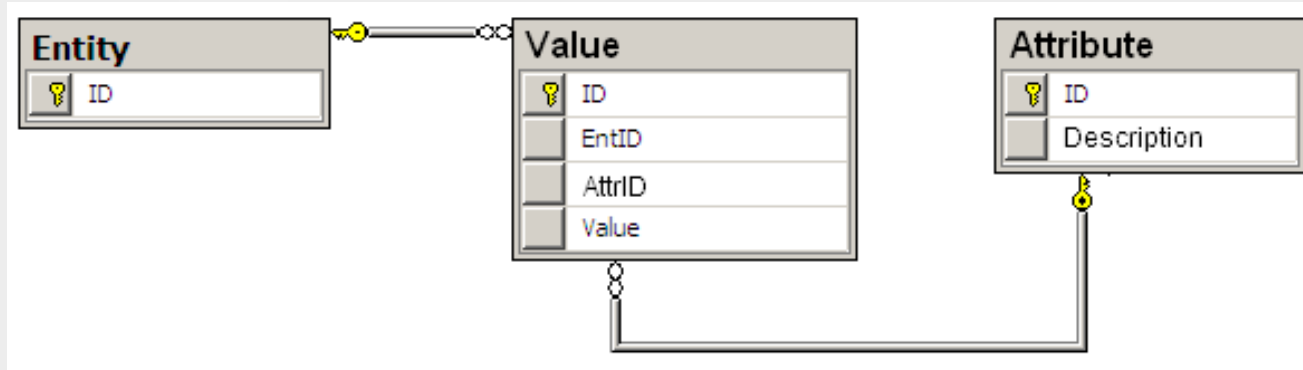 Entity
ID
Value
ID
EntID
AttrID
Value
Attribute
ID
Description